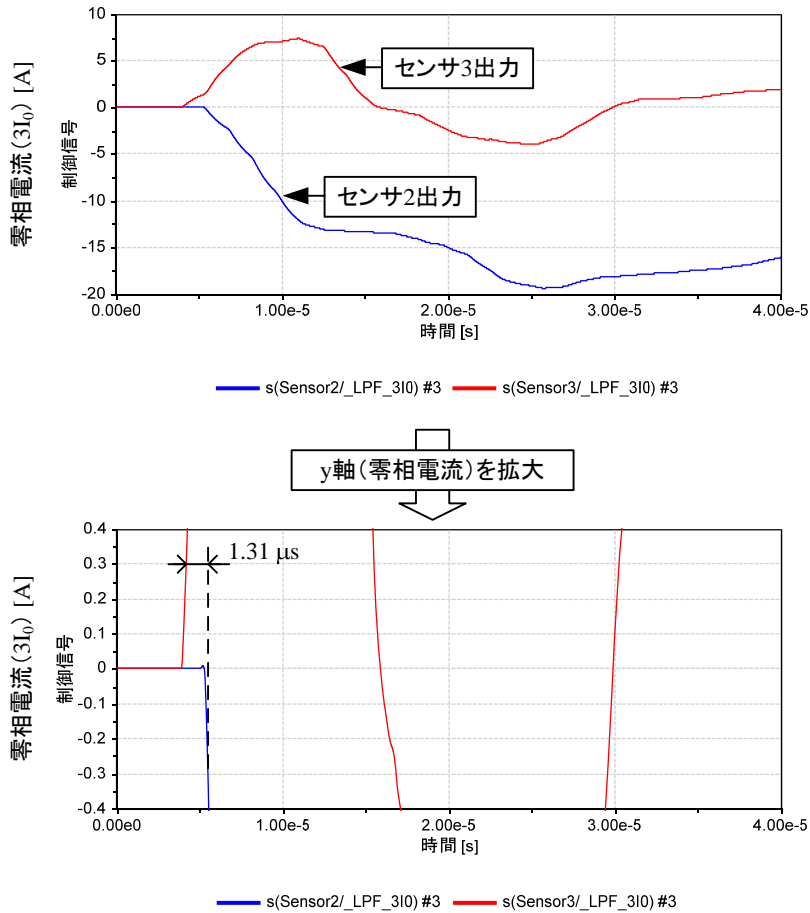 零相電流(3I₀) [A]
制御信号
10
5
0
-5
-10
-15
-20
センサ3出力
センサ2出力
0.00e0
1.00e-5
2.00e-5
3.00e-5
4.00e-5
時間 [s]
s(Sensor2/_LPF_3I0) #3
s(Sensor3/_LPF_3I0) #3
y軸(零相電流)を拡大
零相電流(3I₀) [A]
制御信号
0.4
0.3
0.2
0.1
0
-0.1
-0.2
-0.3
-0.4
1.31 μs
0.00e0
1.00e-5
2.00e-5
3.00e-5
4.00e-5
時間 [s]
s(Sensor2/_LPF_3I0) #3
s(Sensor3/_LPF_3I0) #3